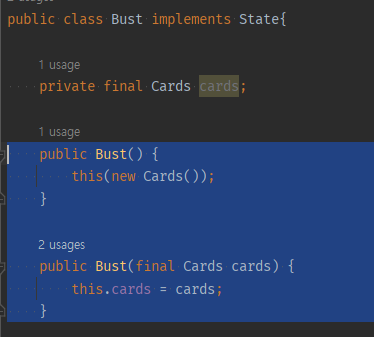 public class Bust implements State{
1 usage
private final Cards cards;
1 usage
public Bust() {
this(new Cards());
}
2 usages
public Bust(final Cards cards) {
this.cards = cards;
}